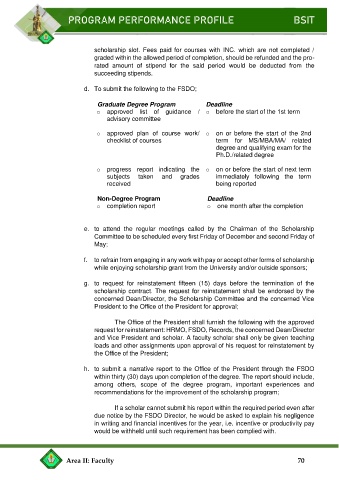 PROGRAM PERFORMANCE PROFILE BSIT
scholarship slot. Fees paid for courses with INC. which are not completed /
graded within the allowed period of completion, should be refunded and the pro-
rated amount of stipend for the said period would be deducted from the
succeeding stipends.
d. To submit the following to the FSDO;
Graduate Degree Program Deadline
o approved list of guidance / o before the start of the 1st term
advisory committee
o approved plan of course work/ o on or before the start of the 2nd
checklist of courses term for MS/MBA/MA/ related
degree and qualifying exam for the
Ph.D./related degree
o progress report indicating the o on or before the start of next term
subjects taken and grades immediately following the term
received being reported
Non-Degree Program Deadline
o completion report o one month after the completion
e. to attend the regular meetings called by the Chairman of the Scholarship
Committee to be scheduled every first Friday of December and second Friday of
May;
f. to refrain from engaging in any work with pay or accept other forms of scholarship
while enjoying scholarship grant from the University and/or outside sponsors;
g. to request for reinstatement fifteen (15) days before the termination of the
scholarship contract. The request for reinstatement shall be endorsed by the
concerned Dean/Director, the Scholarship Committee and the concerned Vice
President to the Office of the President for approval;
The Office of the President shall furnish the following with the approved
request for reinstatement: HRMO, FSDO, Records, the concerned Dean/Director
and Vice President and scholar. A faculty scholar shall only be given teaching
loads and other assignments upon approval of his request for reinstatement by
the Office of the President;
h. to submit a narrative report to the Office of the President through the FSDO
within thirty (30) days upon completion of the degree. The report should include,
among others, scope of the degree program, important experiences and
recommendations for the improvement of the scholarship program;
If a scholar cannot submit his report within the required period even after
due notice by the FSDO Director, he would be asked to explain his negligence
in writing and financial incentives for the year, i.e. incentive or productivity pay
would be withheld until such requirement has been complied with.
Area II: Faculty 70